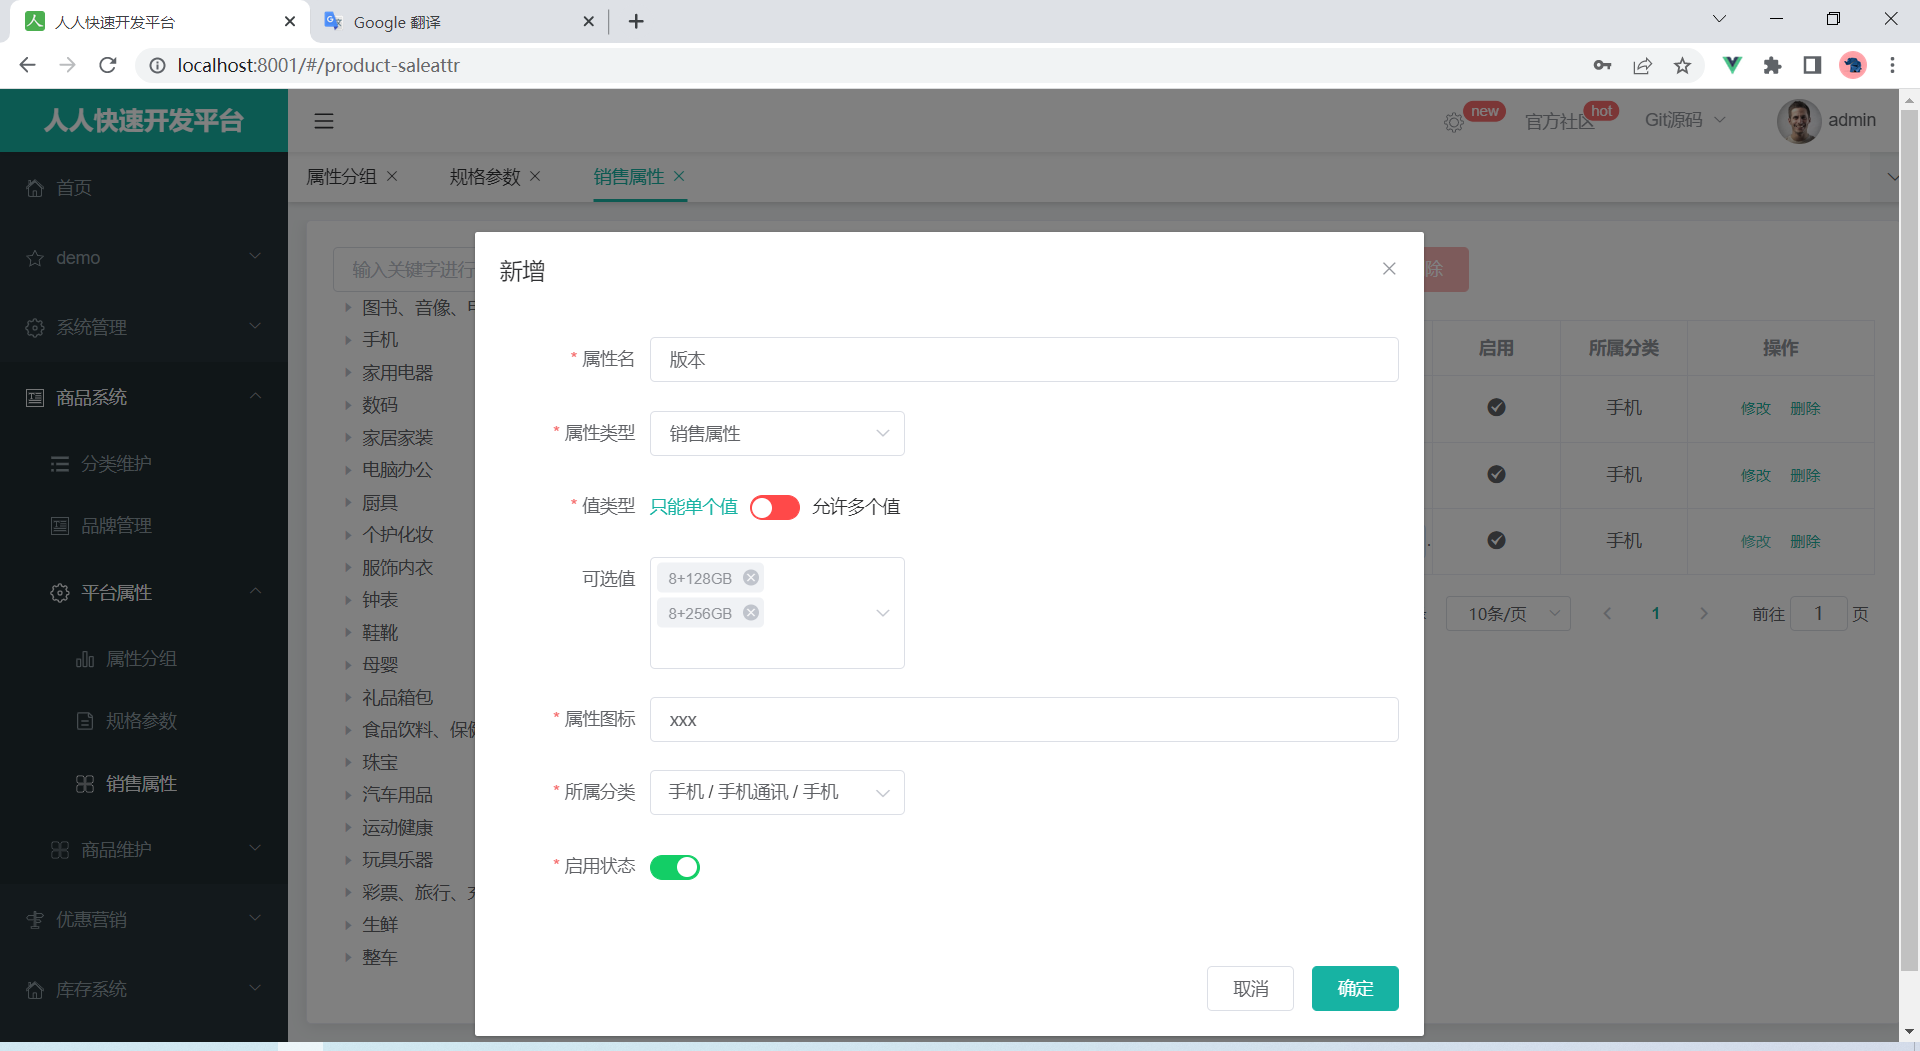 人人快速开发平台
Google 翻译
localhost:8001/#/product-saleattr
人人快速开发平台
new
官方社区
hot
Git源码
admin
首页
demo
系统管理
商品系统
分类维护
品牌管理
平台属性
属性分组
规格参数
销售属性
商品维护
优惠营销
库存系统
属性分组
规格参数
销售属性
输入关键字进行
图书、音像、
手机
家用电器
数码
家居家装
电脑办公
厨具
个护化妆
服饰内衣
钟表
鞋靴
母婴
礼品箱包
食品饮料、保
珠宝
汽车用品
运动健康
玩具乐器
彩票、旅行、
生鲜
整车
新增
* 属性名 版本
* 属性类型 销售属性
* 值类型 只能单个值 允许多个值
可选值 8+128GB
8+256GB
* 属性图标 xxx
* 所属分类 手机 / 手机通讯 / 手机
* 启用状态
取消 确定
除
启用 所属分类 操作
手机 修改 删除
手机 修改 删除
手机 修改 删除
10条/页 1 前往 1 页